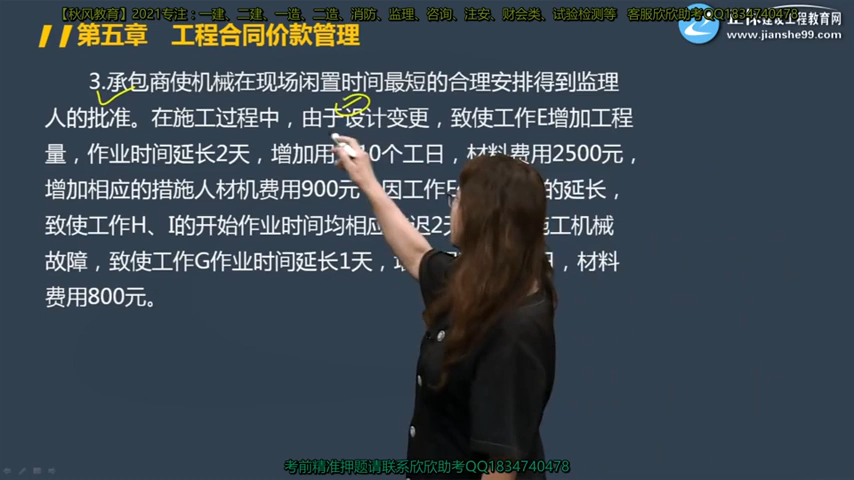 【秋风教育】2021专注：一建、二建、一造、二造、消防、监理、咨询、注安、财会类、试验检测等 客服欣欣助考QQ1834740478
建设工程教育网
www.jianshe99.com
第五章 工程合同价款管理
3.承包商使机械在现场闲置时间最短的合理安排得到监理
人的批准。在施工过程中，由于设计变更，致使工作E增加工程
量，作业时间延长2天，增加用 10个工日，材料费用2500元，
增加相应的措施人材机费用900元 因工作 的延长，
致使工作H、I的开始作业时间均相应 迟2天 施工机械
故障，致使工作G作业时间延长1天， ，材料
费用800元。
考前精准押题请联系欣欣助考QQ1834740478